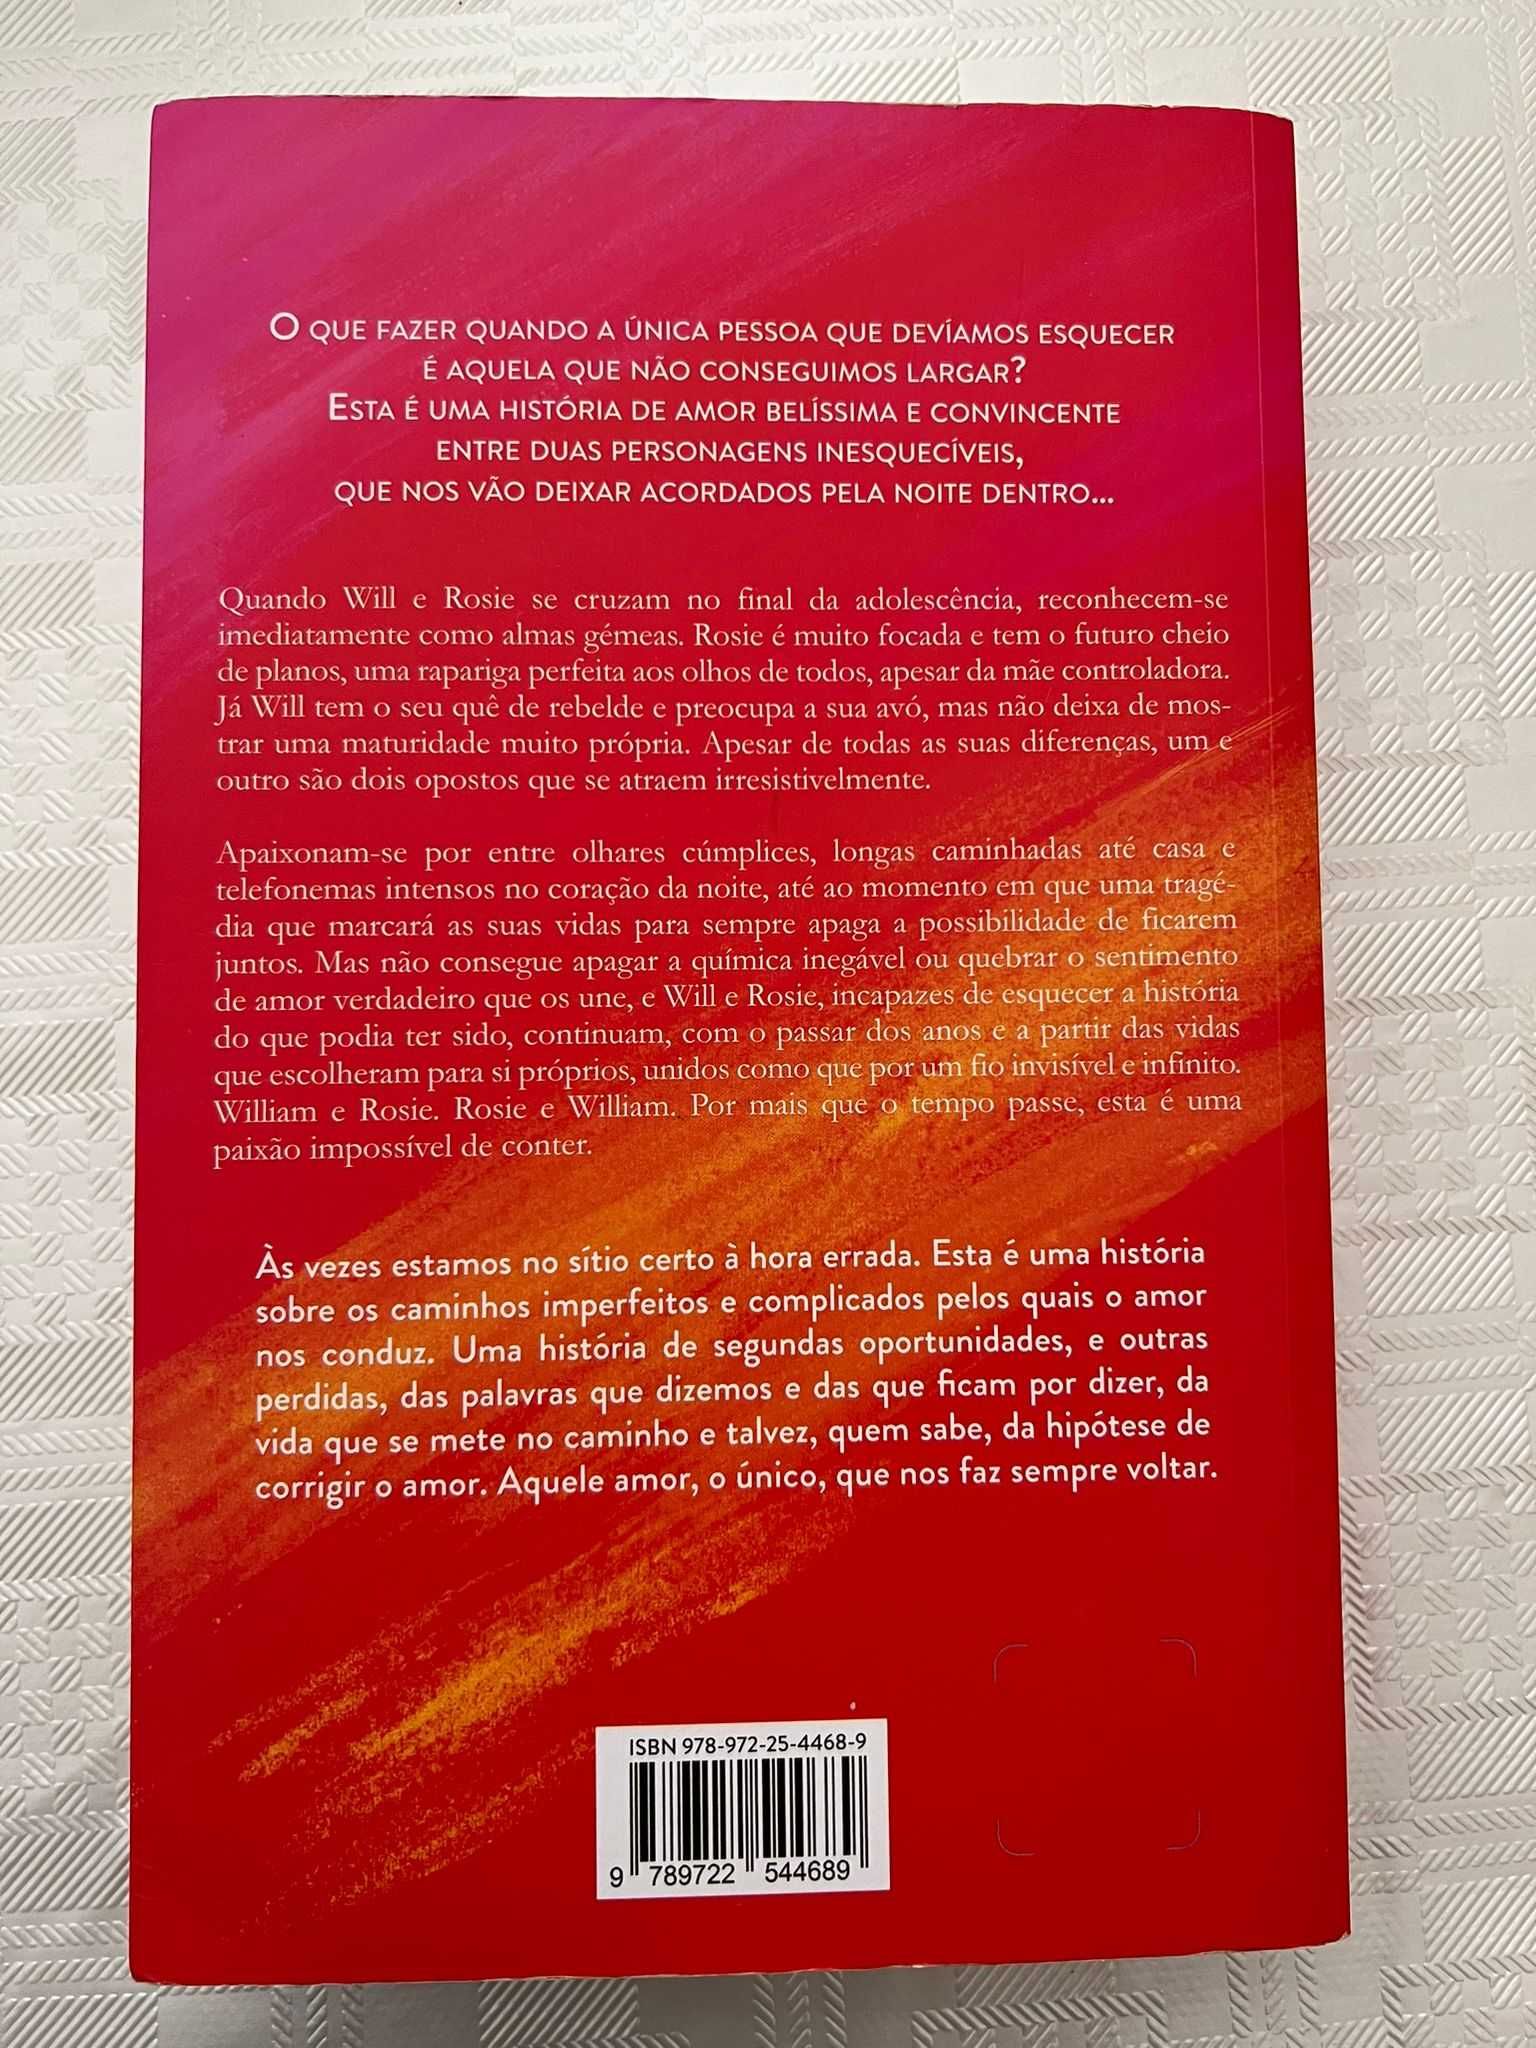 O QUE FAZER QUANDO A ÚNICA PESSOA QUE DEVÍAMOS ESQUECER
É AQUELA QUE NÃO CONSEGUIMOS LARGAR?
ESTA É UMA HISTÓRIA DE AMOR BELÍSSIMA E CONVINCENTE
ENTRE DUAS PERSONAGENS INESQUECÍVEIS,
QUE NOS VÃO DEIXAR ACORDADOS PELA NOITE DENTRO...
Quando Will e Rosie se cruzam no final da adolescência, reconhecem-se
imediatamente como almas gémeas. Rosie é muito focada e tem o futuro cheio
de planos, uma rapariga perfeita aos olhos de todos, apesar da mãe controladora.
Já Will tem o seu quê de rebelde e preocupa a sua avó, mas não deixa de mos-
trar uma maturidade muito própria. Apesar de todas as suas diferenças, um e
outro são dois opostos que se atraem irresistivelmente.
Apaixonam-se por entre olhares cúmplices, longas caminhadas até casa e
telefonemas intensos no coração da noite, até ao momento em que uma tragé-
dia que marcará as suas vidas para sempre apaga a possibilidade de ficarem
juntos. Mas não consegue apagar a química inegável ou quebrar o sentimento
de amor verdadeiro que os une, e Will e Rosie, incapazes de esquecer a história
do que podia ter sido, continuam, com o passar dos anos e a partir das vidas
que escolheram para si próprios, unidos como que por um fio invisível e infinito.
William e Rosie. Rosie e William. Por mais que o tempo passe, esta é uma
paixão impossível de conter.
Às vezes estamos no sítio certo à hora errada. Esta é uma história
sobre os caminhos imperfeitos e complicados pelos quais o amor
nos conduz. Uma história de segundas oportunidades, e outras
perdidas, das palavras que dizemos e das que ficam por dizer, da
vida que se mete no caminho e talvez, quem sabe, da hipótese de
corrigir o amor. Aquele amor, o único, que nos faz sempre voltar.
ISBN 978-972-25-4468-9
9 789722 544689